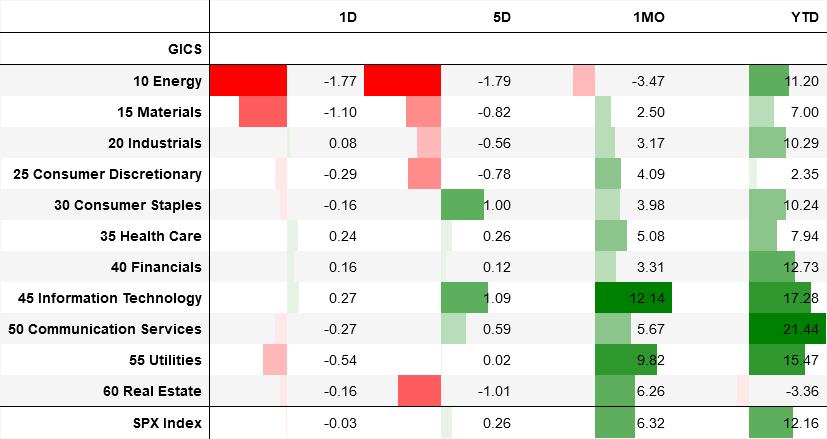 1D 5D 1MO YTD
GICS
10 Energy -1.77 -1.79 -3.47 11.20
15 Materials -1.10 -0.82 2.50 7.00
20 Industrials 0.08 -0.56 3.17 10.29
25 Consumer Discretionary -0.29 -0.78 4.09 2.35
30 Consumer Staples -0.16 1.00 3.98 10.24
35 Health Care 0.24 0.26 5.08 7.94
40 Financials 0.16 0.12 3.31 12.73
45 Information Technology 0.27 1.09 12.14 17.28
50 Communication Services -0.27 0.59 5.67 21.44
55 Utilities -0.54 0.02 9.82 15.47
60 Real Estate -0.16 -1.01 6.26 -3.36
SPX Index -0.03 0.26 6.32 12.16